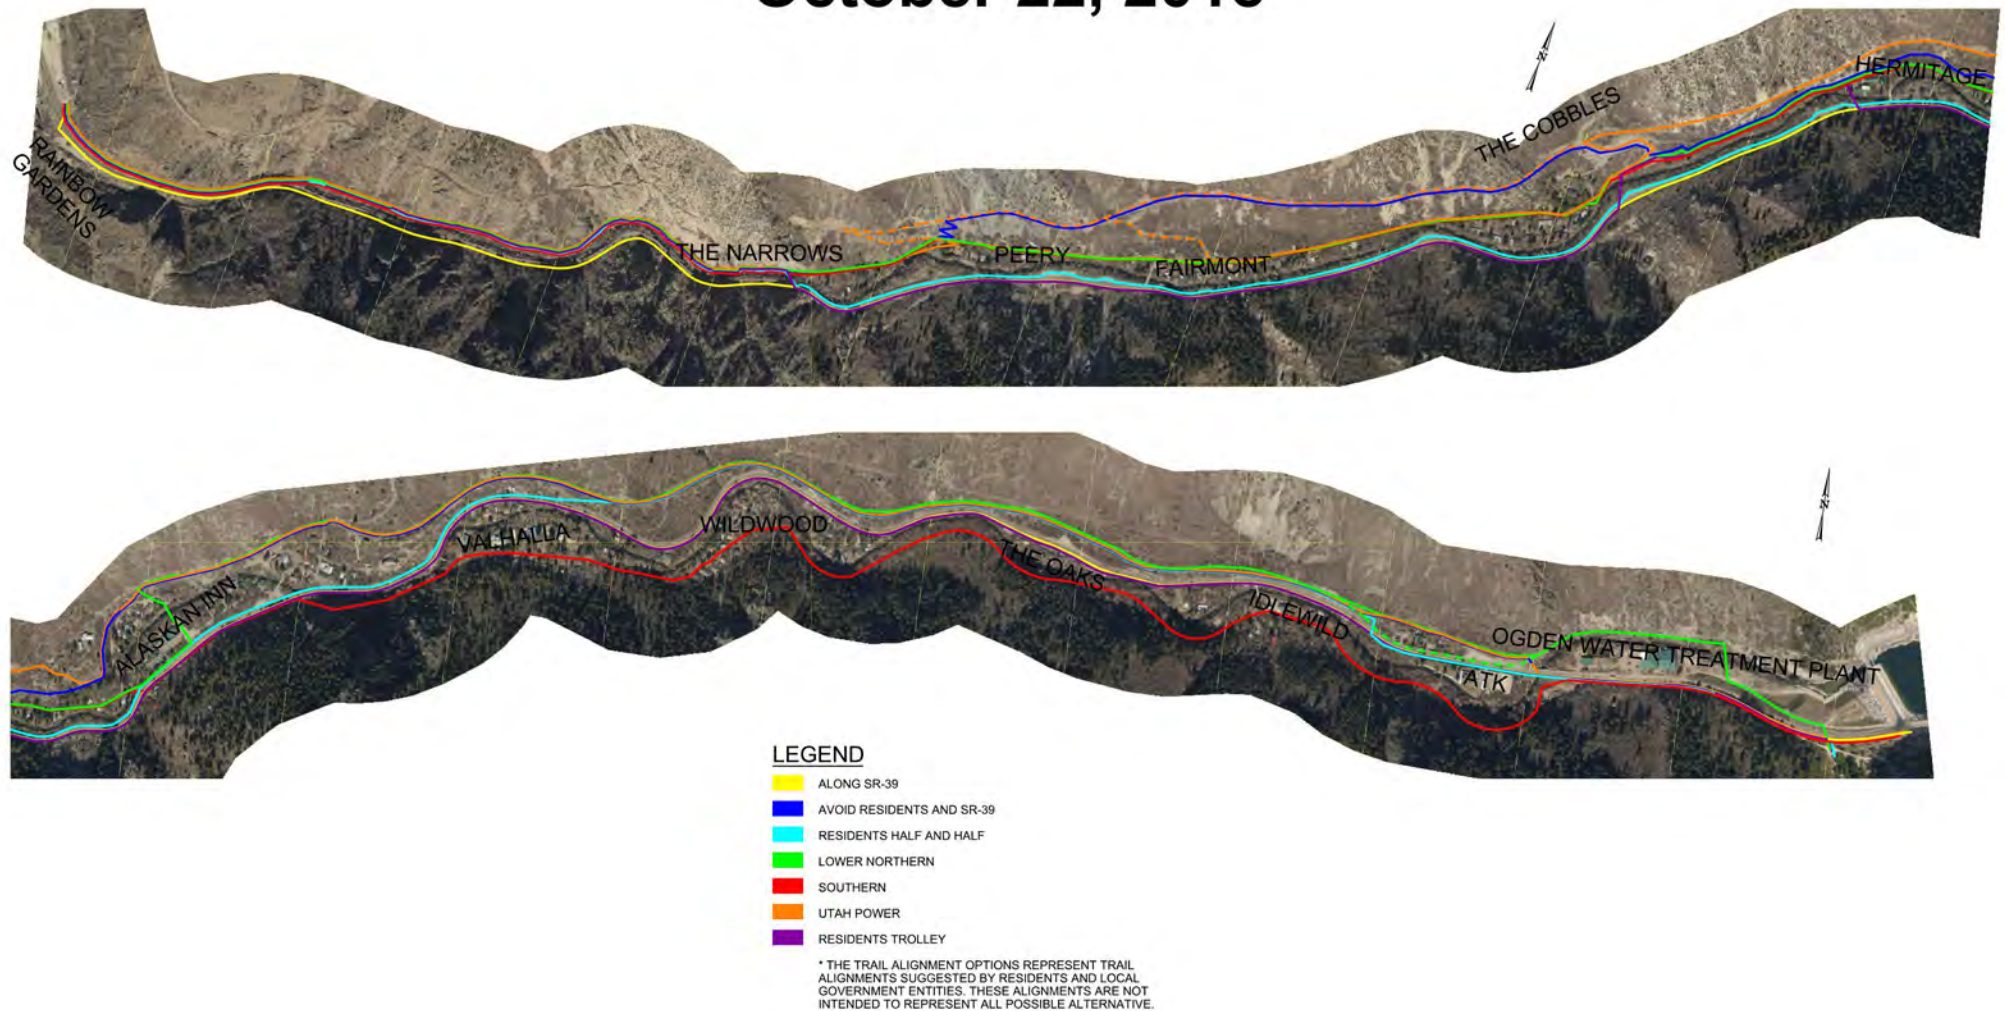 THE COBBLES
HERMITAGE
RAINBOW
GARDENS
THE NARROWS
PEERY
FAIRMONT
N
ALASKAN INN
VALHALLA
WILDWOOD
THE OAKS
IDLEWILD
ATK
OGDEN WATER TREATMENT PLANT
N
LEGEND
ALONG SR-39
AVOID RESIDENTS AND SR-39
RESIDENTS HALF AND HALF
LOWER NORTHERN
SOUTHERN
UTAH POWER
RESIDENTS TROLLEY
* THE TRAIL ALIGNMENT OPTIONS REPRESENT TRAIL
ALIGNMENTS SUGGESTED BY RESIDENTS AND LOCAL
GOVERNMENT ENTITIES. THESE ALIGNMENTS ARE NOT
INTENDED TO REPRESENT ALL POSSIBLE ALTERNATIVE.